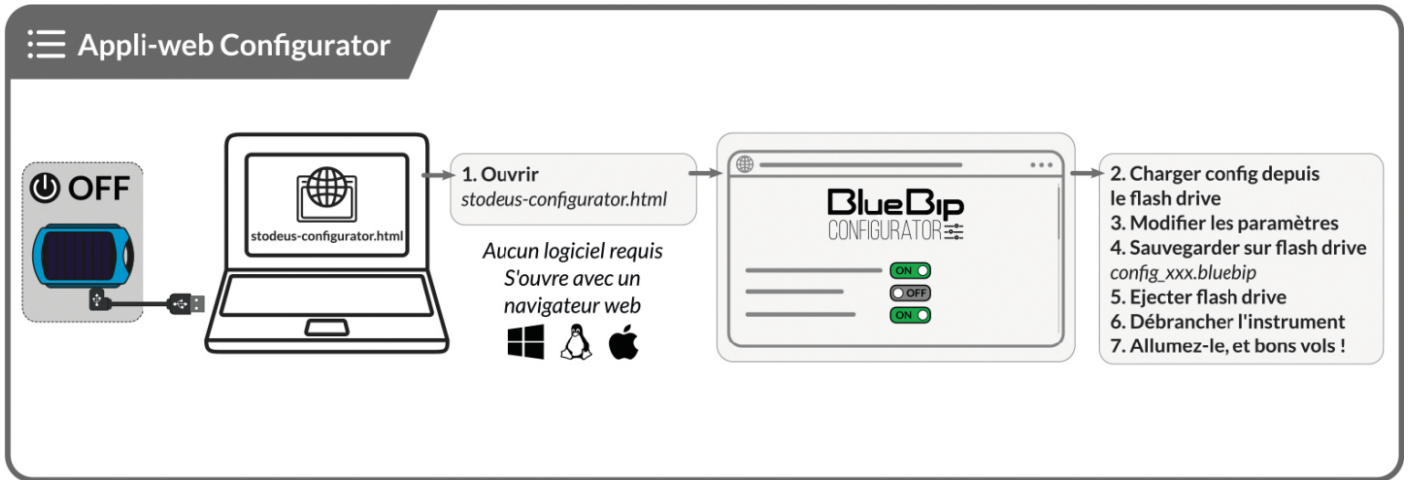 Appli-web Configurator
OFF
stodeus-configurator.html
1. Ouvrir
stodeus-configurator.html
Aucun logiciel requis
S'ouvre avec un
navigateur web
BlueBip
CONFIGURATOR
ON
OFF
ON
2. Charger config depuis
le flash drive
3. Modifier les paramètres
4. Sauvegarder sur flash drive
config_xxx.bluebip
5. Ejecter flash drive
6. Débrancher l'instrument
7. Allumez-le, et bons vols !